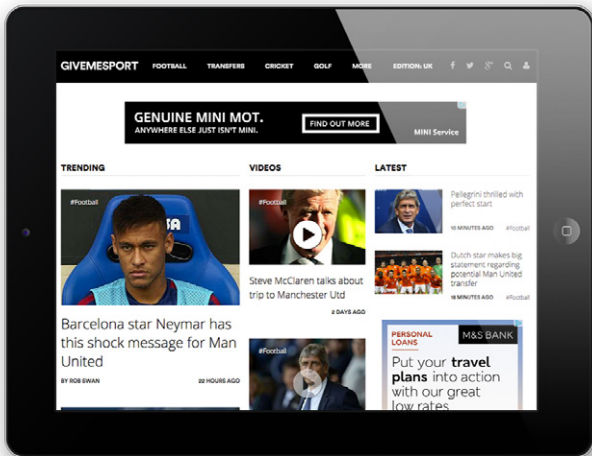 GIVEMESPORT FOOTBALL TRANSFERS CRICKET GOLF MORE EDITION: UK
GENUINE MINI MOT.
ANYWHERE ELSE JUST ISN'T MINI.
FIND OUT MORE
MINI Service
TRENDING
#Football
Barcelona star Neymar has
this shock message for Man
United
BY ROB SWAN 22 HOURS AGO
VIDEOS
#Football
Steve McClaren talks about
trip to Manchester Utd
2 DAYS AGO
#Football
LATEST
Pellegrini thrilled with
perfect start
10 MINUTES AGO #Football
Dutch star makes big
statement regarding
potential Man United
transfer
18 MINUTES AGO #Football
PERSONAL
LOANS
M&S BANK
Put your travel
plans into action
with our great
low rates